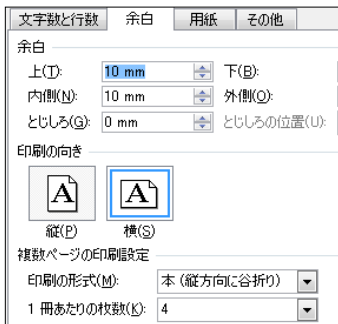 文字数と行数 余白 用紙 その他
余白
上(T): 10 mm 下(B):
内側(N): 10 mm 外側(O):
とじしろ(G): 0 mm とじしろの位置(U):
印刷の向き
A A
縦(P) 横(S)
複数ページの印刷設定
印刷の形式(M): 本 (縦方向に谷折り)
1 冊あたりの枚数(K): 4